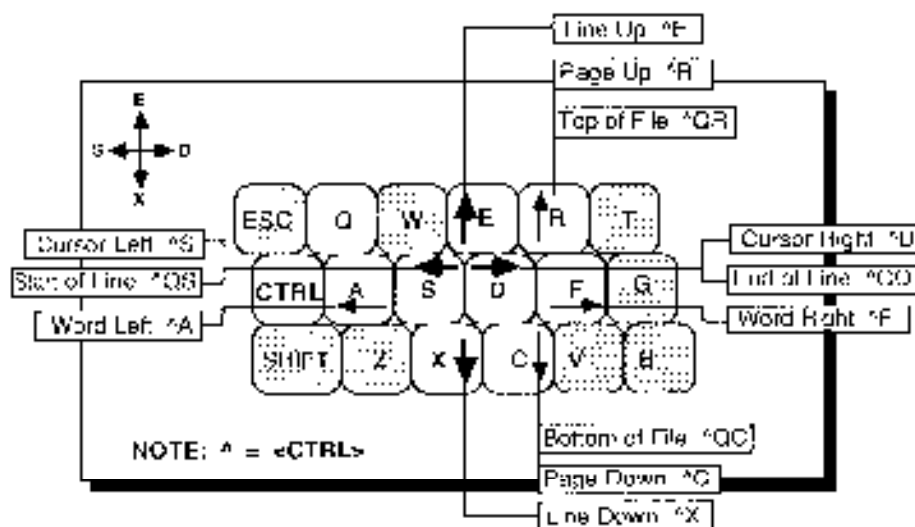 Line Up ^E
Page Up ^R
Top of File ^QR
E
S D
X
ESC Q W E R T
Cursor Left ^S
Cursor Right ^D
Start of Line ^QS
End of Line ^QD
CTRL A S D F G
Word Left ^A
Word Right ^F
SHIFT Z X C V B
Bottom of File ^QC
NOTE: ^ = <CTRL>
Page Down ^C
Line Down ^X